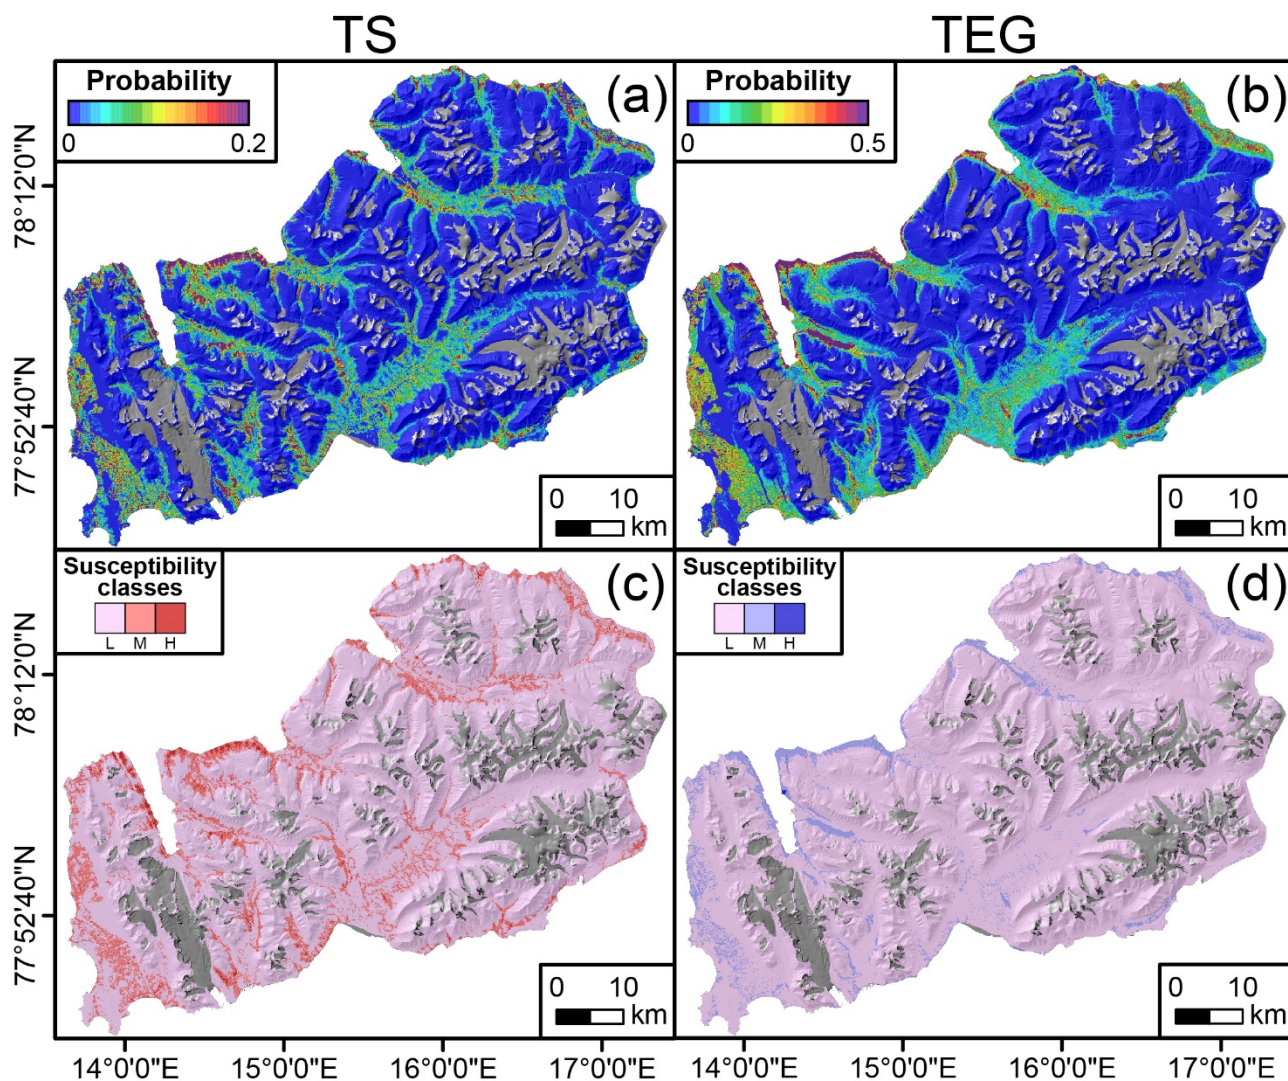 TS
TEG
Probability
0
0.2
(a)
Probability
0
0.5
(b)
78°12'0"N
77°52'40"N
0 10
km
0 10
km
Susceptibility
classes
L M H
(c)
Susceptibility
classes
L M H
(d)
78°12'0"N
77°52'40"N
0 10
km
0 10
km
14°0'0"E 15°0'0"E 16°0'0"E 17°0'0"E
14°0'0"E 15°0'0"E 16°0'0"E 17°0'0"E